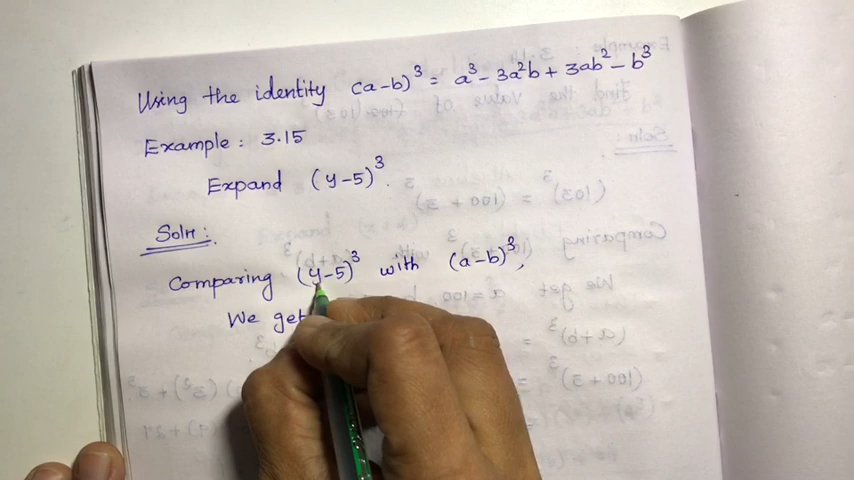 Using the identity (a-b)³ = a³ - 3a²b + 3ab² - b³
Example: 3.15
Expand (y-5)³.
Soln:
Comparing (y-5)³ with (a-b)³,
We get